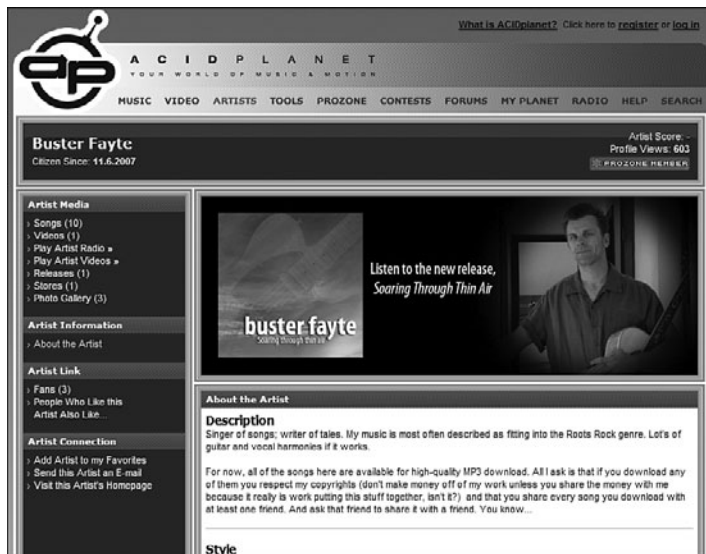 What is ACIDplanet? Click here to register or log in
ap
ACIDPLANET
YOUR WORLD OF MUSIC & MOTION
MUSIC VIDEO ARTISTS TOOLS PROZONE CONTESTS FORUMS MY PLANET RADIO HELP SEARCH
Buster Fayte
Citizen Since: 11.6.2007
Artist Score: -
Profile Views: 603
PROZONE MEMBER
Artist Media
› Songs (10)
› Videos (1)
› Play Artist Radio »
› Play Artist Videos »
› Releases (1)
› Stores (1)
› Photo Gallery (3)
Artist Information
› About the Artist
Artist Link
› Fans (3)
› People Who Like this
Artist Also Like...
Artist Connection
› Add Artist to my Favorites
› Send this Artist an E-mail
› Visit this Artist's Homepage
buster fayte
Soaring through thin air
Listen to the new release,
Soaring Through Thin Air
About the Artist
Description
Singer of songs; writer of tales. My music is most often described as fitting into the Roots Rock genre. Lot's of
guitar and vocal harmonies if it works.
For now, all of the songs here are available for high-quality MP3 download. All I ask is that if you download any
of them you respect my copyrights (don't make money off of my work unless you share the money with me
because it really is work putting this stuff together, isn't it?) and that you share every song you download with
at least one friend. And ask that friend to share it with a friend. You know...
Style